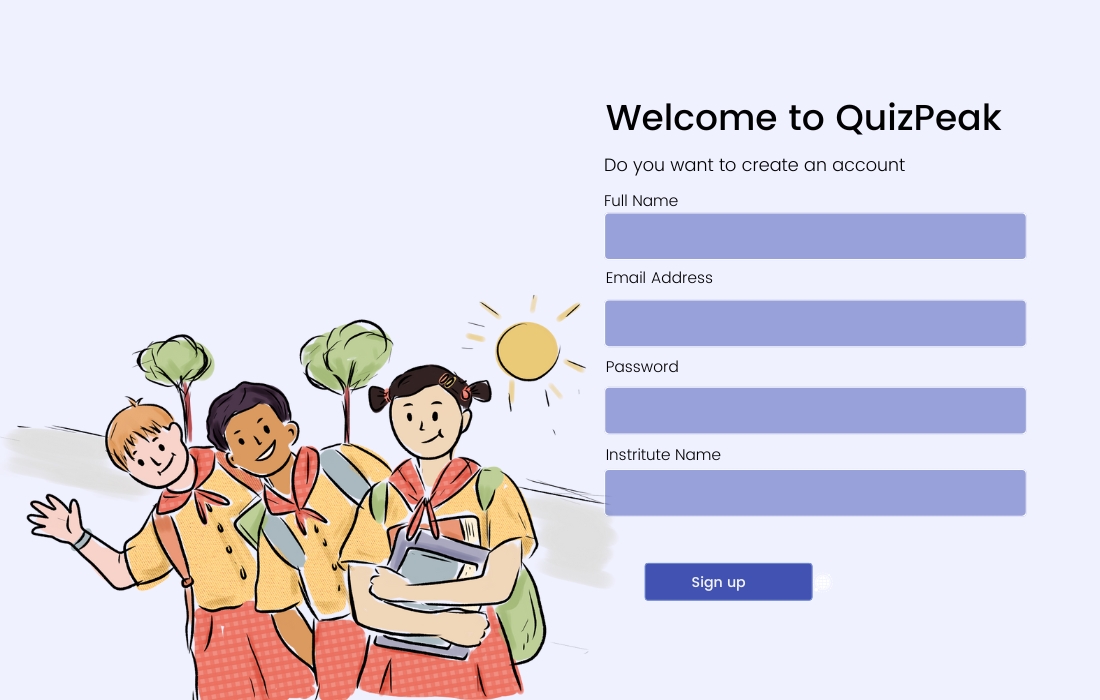 Welcome to QuizPeak
Do you want to create an account
Full Name
Email Address
Password
Instritute Name
Sign up